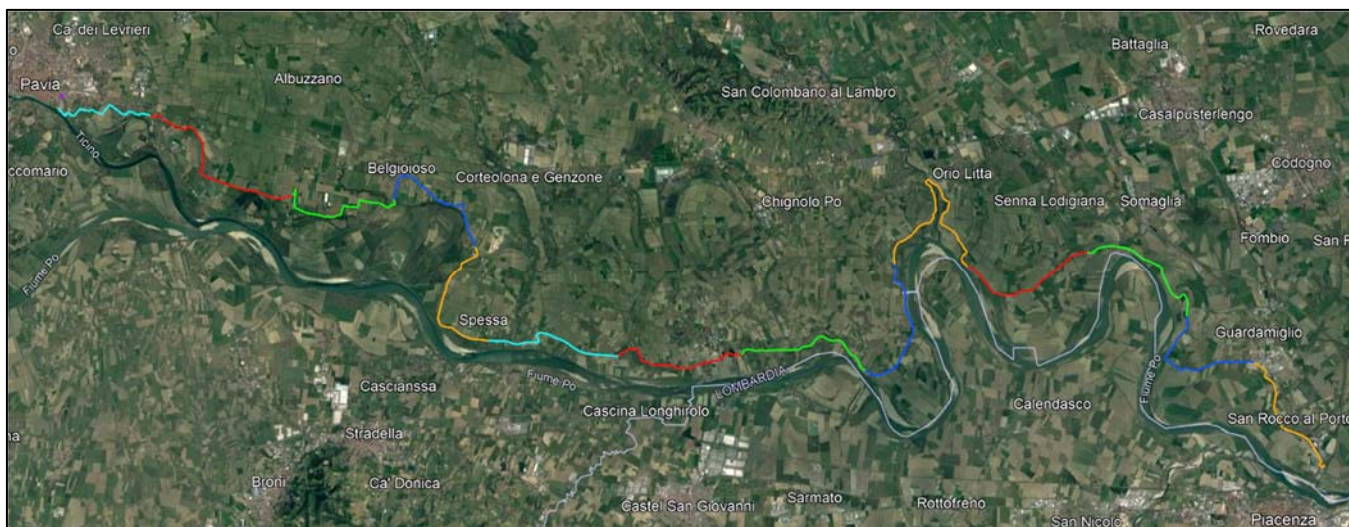 Ca' dei Levrieri
Rovedara
Battaglia
Albuzzano
Pavia
San Colombano al Lambro
Casalpusterlengo
Ticino
Codogno
ccomario
Belgioioso
Corteolona e Genzone
Orio Litta
Chignolo Po
Senna Lodigiana
Somaglia
Fombio
San F
Fiume Po
Spessa
Guardamiglio
Fiume Po
Cascianssa
LOMBARDIA
Fiume Po
Cascina Longhirolo
Calendasco
San Rocco al Porto
na
Stradella
Broni
Ca' Donica
Castel San Giovanni
Sarmato
Rottofreno
San Nicolo
Piacenza